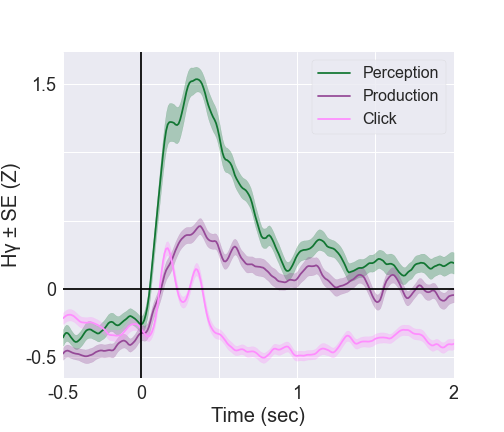 Hγ ± SE (Z)
1.5
0
-0.5
Perception
Production
Click
-0.5
0
1
2
Time (sec)